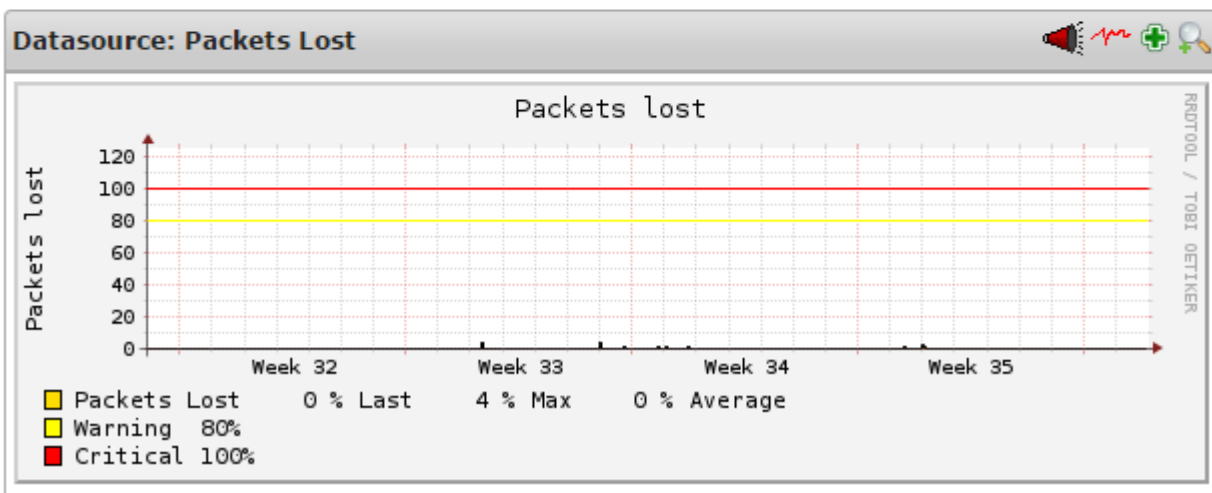 Datasource: Packets Lost
Packets lost
RRDTOOL / TOBI OETIKER
Packets lost
120
100
80
60
40
20
0
Week 32 Week 33 Week 34 Week 35
Packets Lost 0 % Last 4 % Max 0 % Average
Warning 80%
Critical 100%